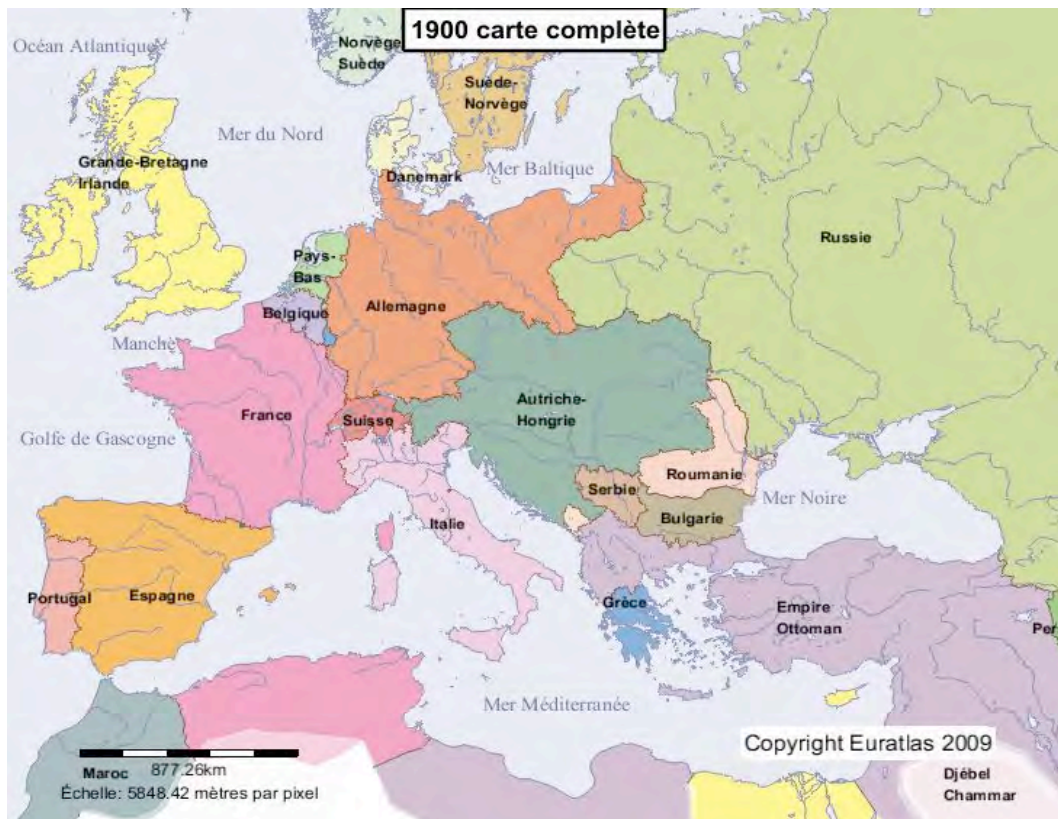 1900 carte complète
Océan Atlantique
Norvège
Suède
Suède-
Norvège
Mer du Nord
Grande-Bretagne
Irlande
Danemark
Mer Baltique
Russie
Pays-
Bas
Allemagne
Belgique
Manche
Autriche-
Hongrie
France
Suisse
Golfe de Gascogne
Roumanie
Serbie
Mer Noire
Bulgarie
Italie
Portugal
Espagne
Grèce
Empire
Ottoman
Per
Mer Méditerranée
Copyright Euratlas 2009
Maroc
877.26km
Échelle: 5848.42 mètres par pixel
Djébel
Chammar